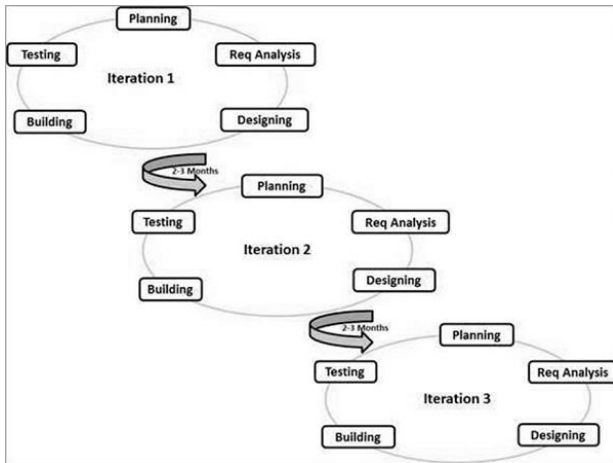 Planning
Testing
Req Analysis
Iteration 1
Building
Designing
2-3 Months
Planning
Testing
Req Analysis
Iteration 2
Building
Designing
2-3 Months
Planning
Testing
Req Analysis
Iteration 3
Building
Designing